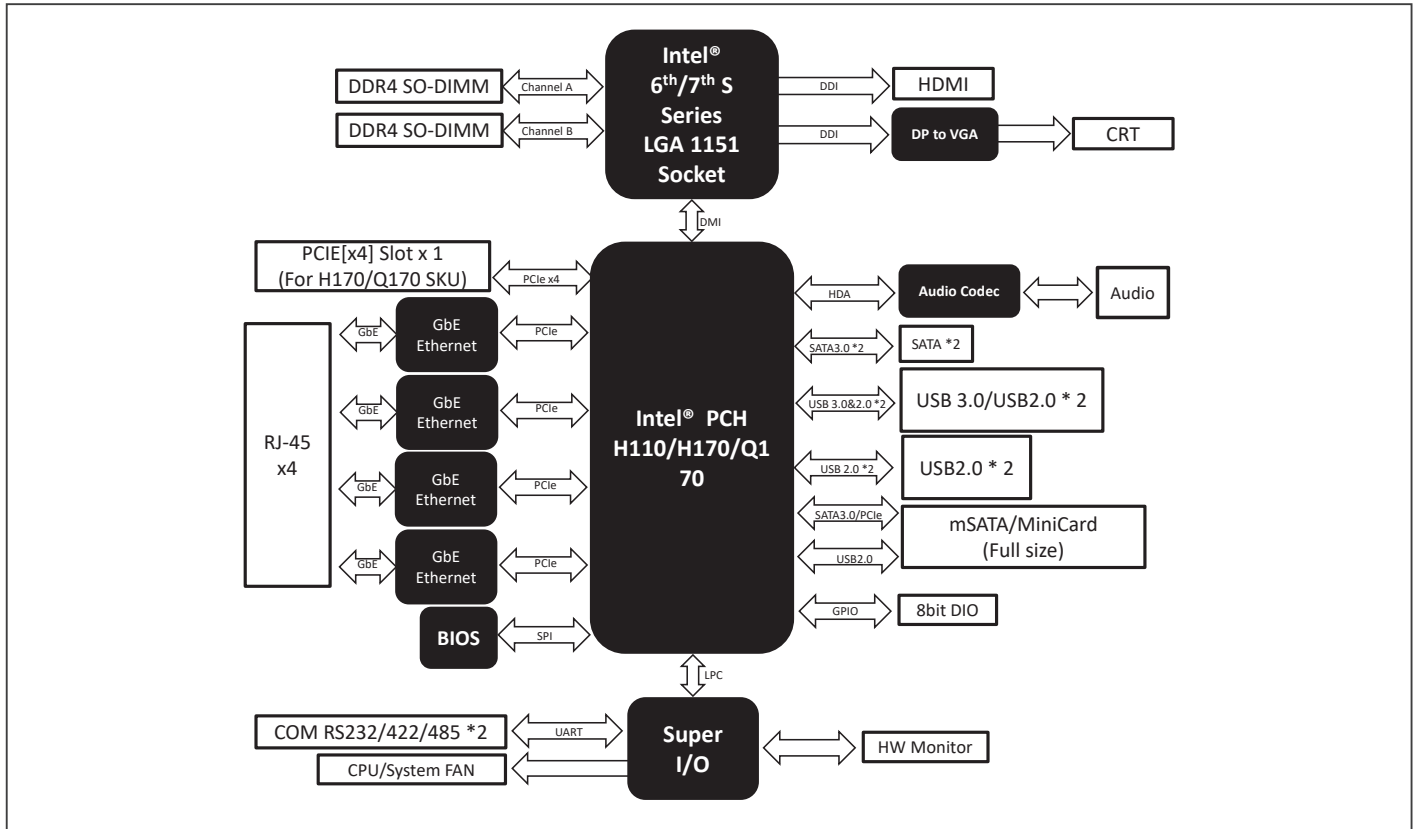 Intel®
6th/7th S
Series
LGA 1151
Socket
DDR4 SO-DIMM
Channel A
DDI
HDMI
DDR4 SO-DIMM
Channel B
DDI
DP to VGA
CRT
DMI
PCIE[x4] Slot x 1
(For H170/Q170 SKU)
PCIe x4
HDA
Audio Codec
Audio
RJ-45
x4
GbE
GbE
Ethernet
PCIe
GbE
GbE
Ethernet
PCIe
GbE
GbE
Ethernet
PCIe
GbE
GbE
Ethernet
PCIe
BIOS
SPI
Intel® PCH
H110/H170/Q1
70
SATA3.0 *2
SATA *2
USB 3.0&2.0 *2
USB 3.0/USB2.0 * 2
USB 2.0 *2
USB2.0 * 2
SATA3.0/PCIe
USB2.0
mSATA/MiniCard
(Full size)
GPIO
8bit DIO
LPC
COM RS232/422/485 *2
UART
CPU/System FAN
Super
I/O
HW Monitor